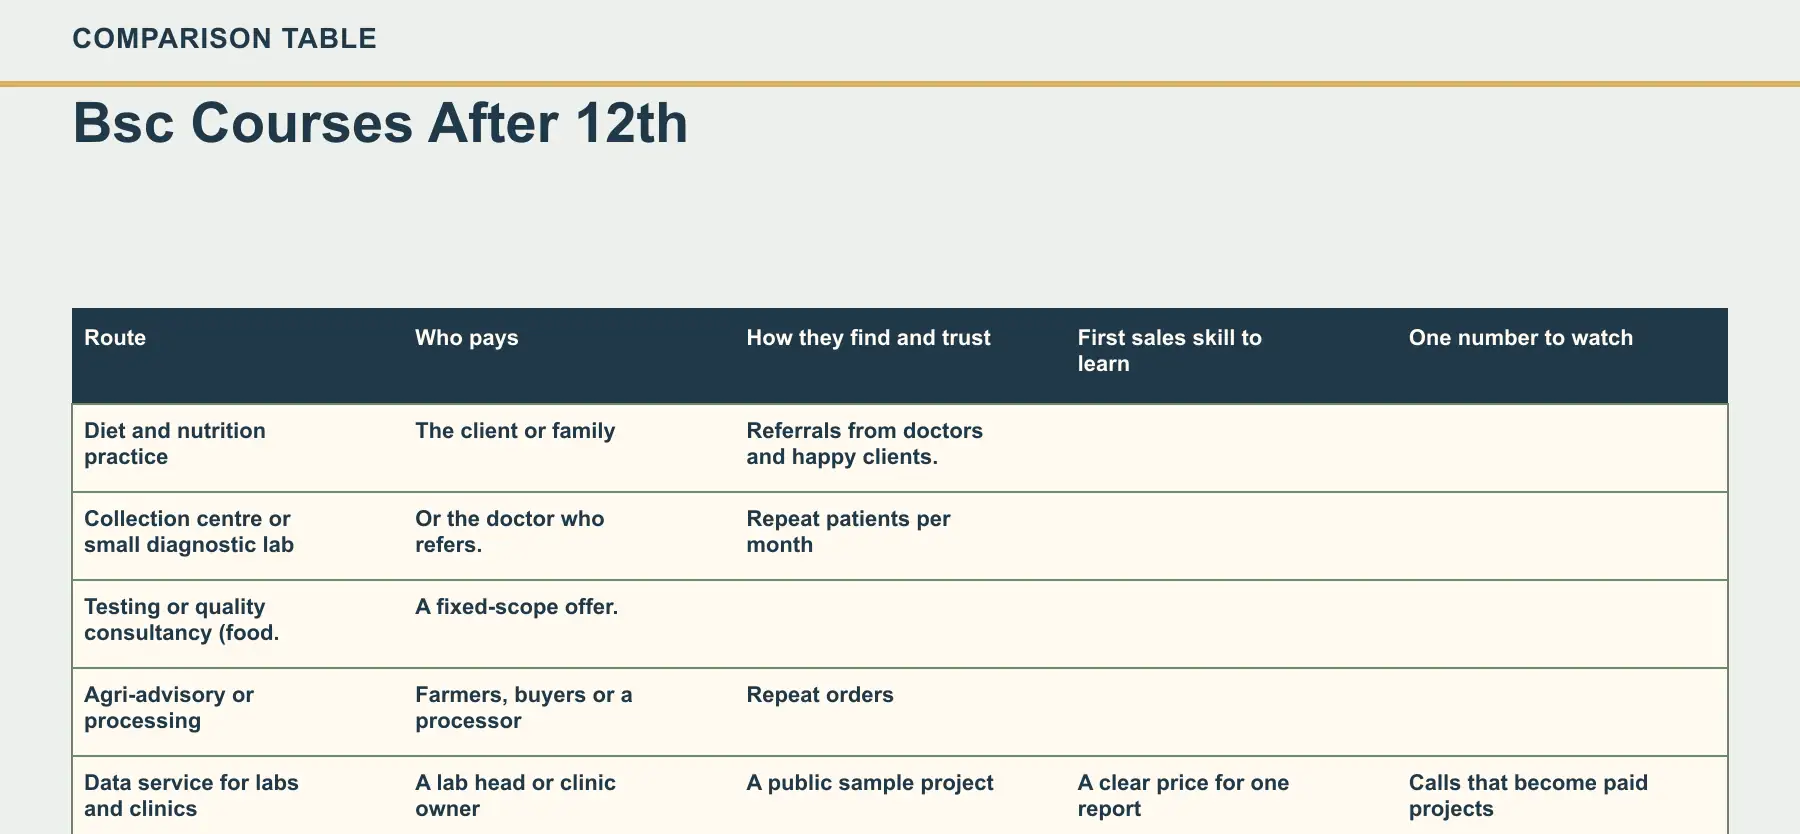 COMPARISON TABLE
Bsc Courses After 12th
Route
Who pays
How they find and trust
First sales skill to
learn
One number to watch
Diet and nutrition
practice
The client or family
Referrals from doctors
and happy clients.
Collection centre or
small diagnostic lab
Or the doctor who
refers.
Repeat patients per
month
Testing or quality
consultancy (food.
A fixed-scope offer.
Agri-advisory or
processing
Farmers, buyers or a
processor
Repeat orders
Data service for labs
and clinics
A lab head or clinic
owner
A public sample project
A clear price for one
report
Calls that become paid
projects